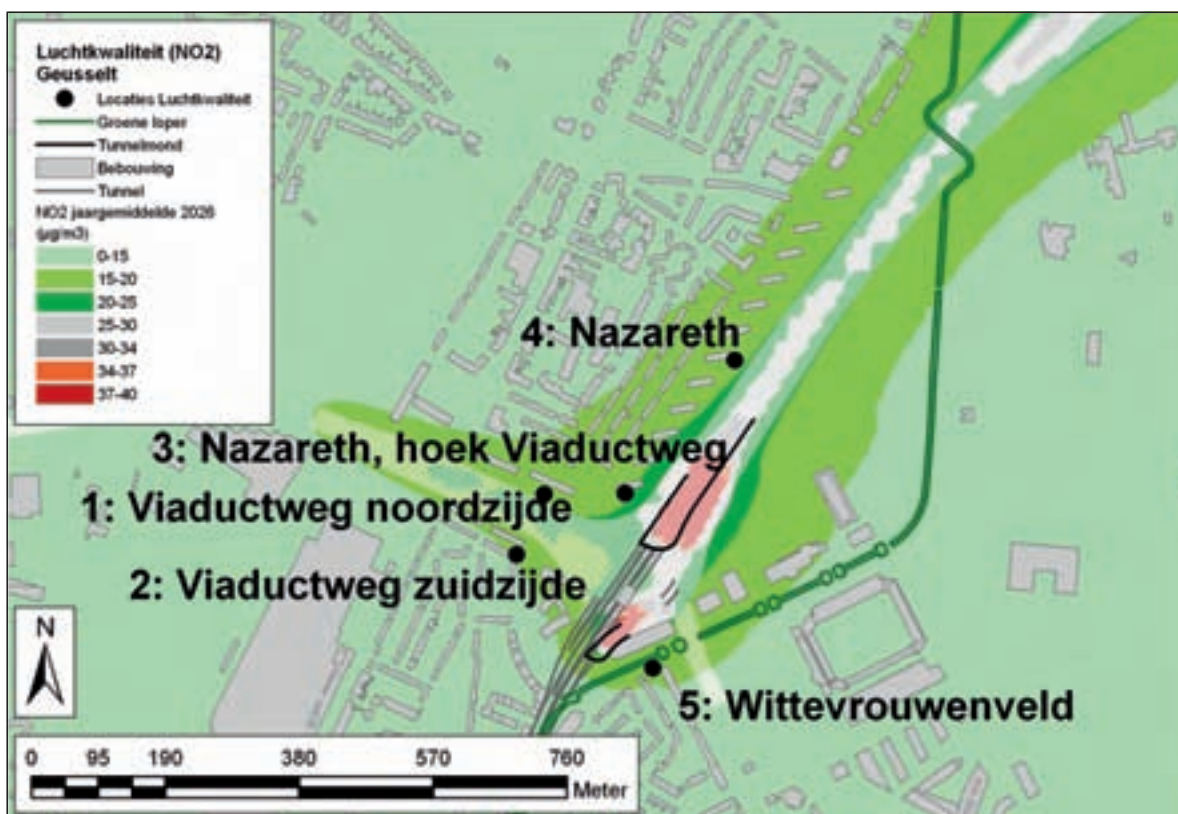 Luchtkwaliteit (NO2)
Geusselt
Locaties Luchtkwaliteit
Groene loper
Tunnelmond
Bebouwing
Tunnel
NO2 jaargemiddelde 2026
(µg/m3)
0-15
15-20
20-25
25-30
30-34
34-37
37-40
4: Nazareth
3: Nazareth, hoek Viaductweg
1: Viaductweg noordzijde
2: Viaductweg zuidzijde
5: Wittevrouwenveld
N
0 95 190 380 570 760
Meter